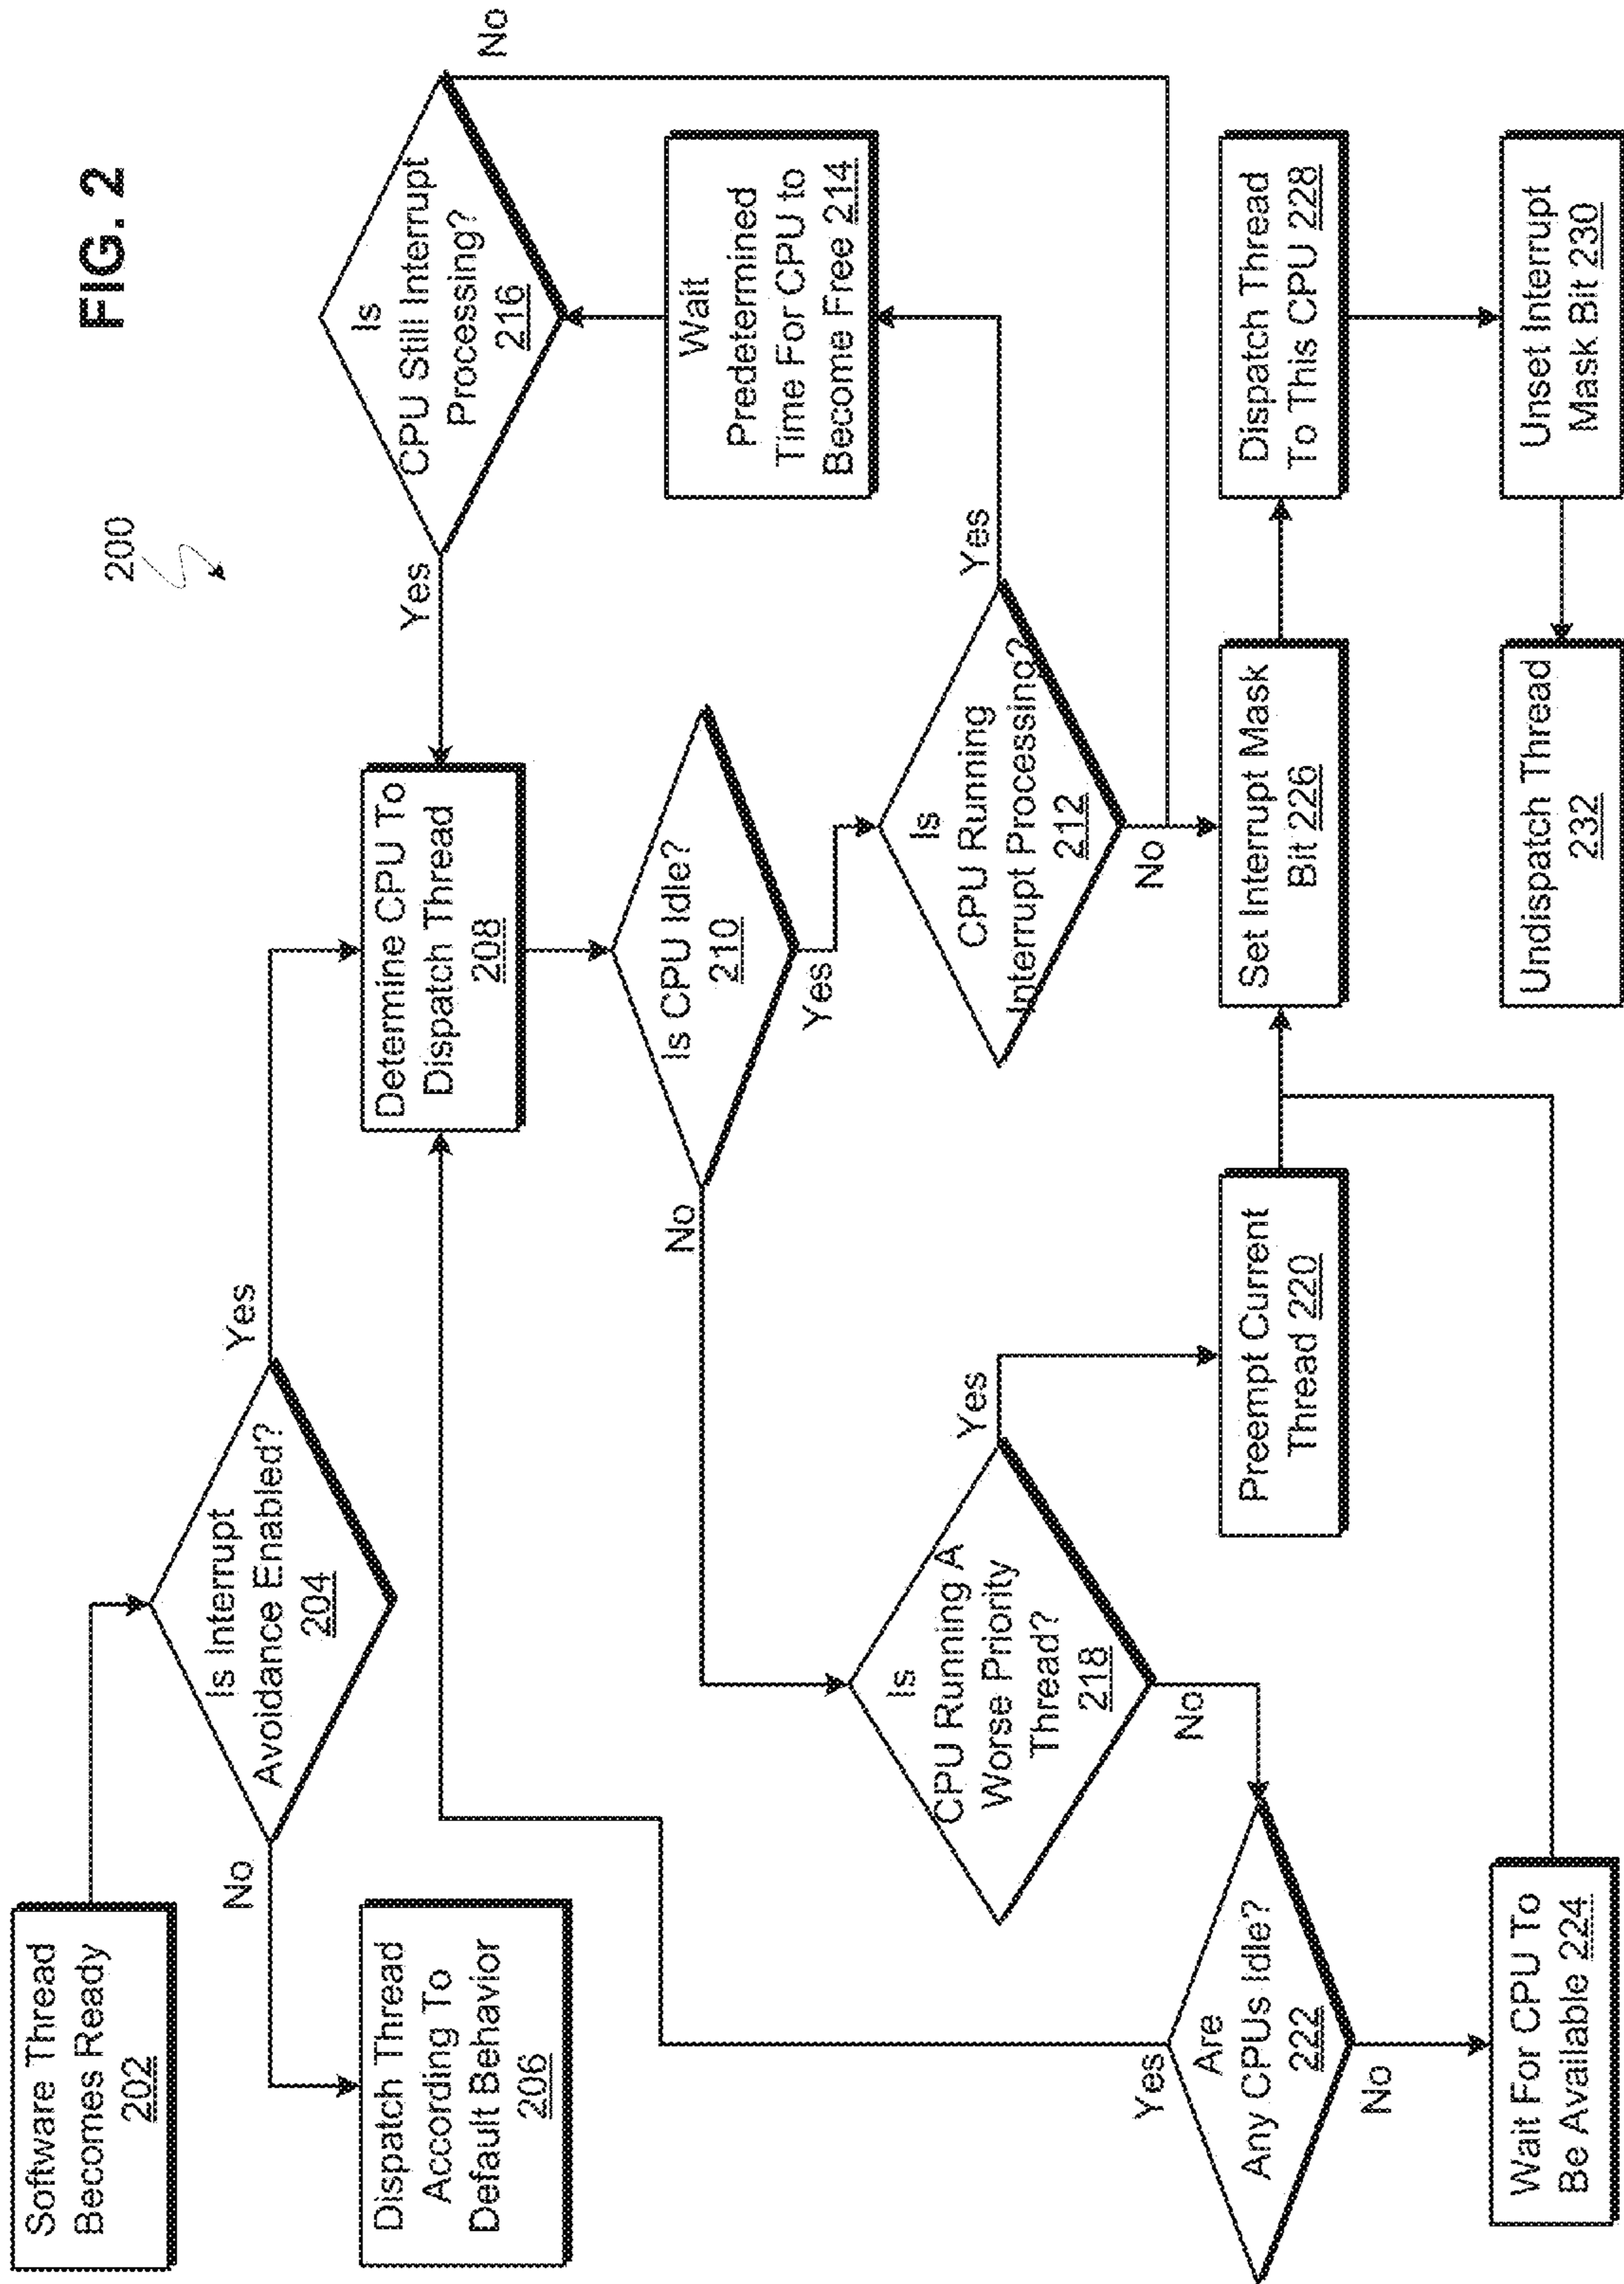 FIG. 2
200
Software Thread
Becomes Ready
202
Is Interrupt
Avoidance Enabled?
204
No
Yes
Dispatch Thread
According To
Default Behavior
206
Determine CPU To
Dispatch Thread
208
Is CPU Idle?
210
No
Yes
Is
CPU Running
Interrupt Processing?
212
Yes
No
Wait
Predetermined
Time For CPU to
Become Free 214
Is
CPU Still Interrupt
Processing?
216
Yes
No
Is
CPU Running A
Worse Priority
Thread?
218
Yes
No
Preempt Current
Thread 220
Are
Any CPUs Idle?
222
Yes
No
Wait For CPU To
Be Available 224
Set Interrupt Mask
Bit 226
Dispatch Thread
To This CPU 228
Unset Interrupt
Mask Bit 230
Undispatch Thread
232